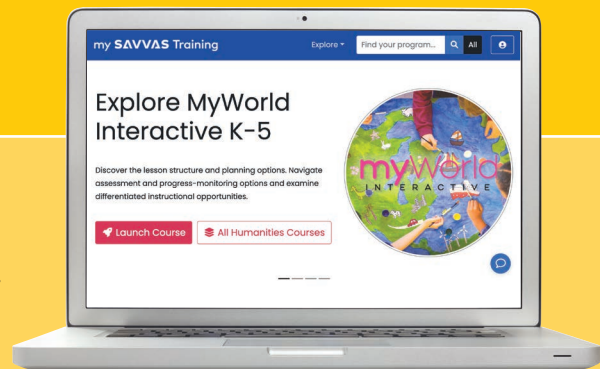 my SAVVAS Training
Explore
Find your program...
All
Explore MyWorld
Interactive K-5
Discover the lesson structure and planning options. Navigate
assessment and progress-monitoring options and examine
differentiated instructional opportunities.
Launch Course
All Humanities Courses
myWorld
INTERACTIVE